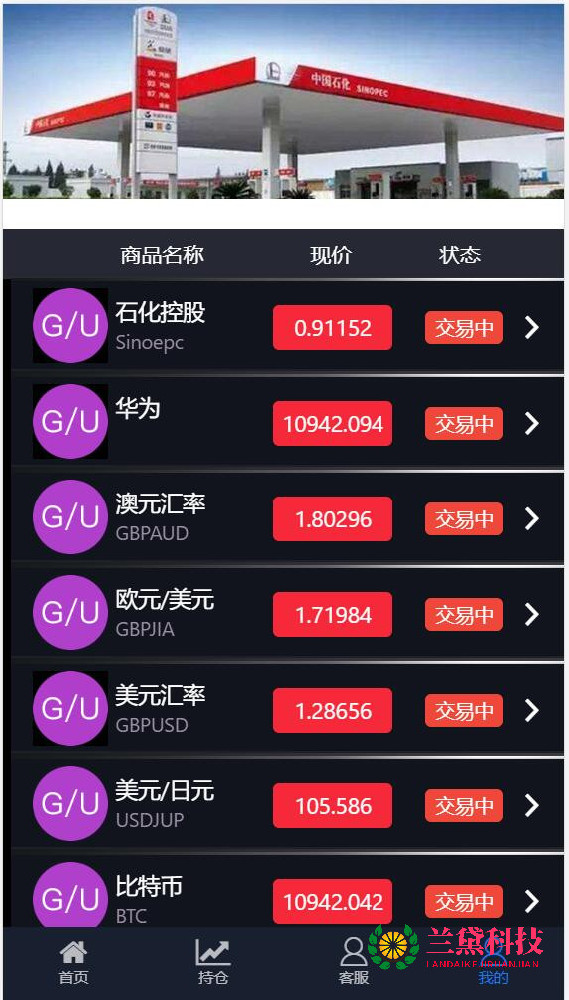 中国石化 SINOPEC
商品名称 现价 状态
G/U 石化控股 0.91152 交易中
Sinoepc
G/U 华为 10942.094 交易中
G/U 澳元汇率 1.80296 交易中
GBPAUD
G/U 欧元/美元 1.71984 交易中
GBPJIA
G/U 美元汇率 1.28656 交易中
GBPUSD
G/U 美元/日元 105.586 交易中
USDJUP
G/U 比特币 10942.042 交易中
BTC
兰黛科技
首页 持仓 客服 我的